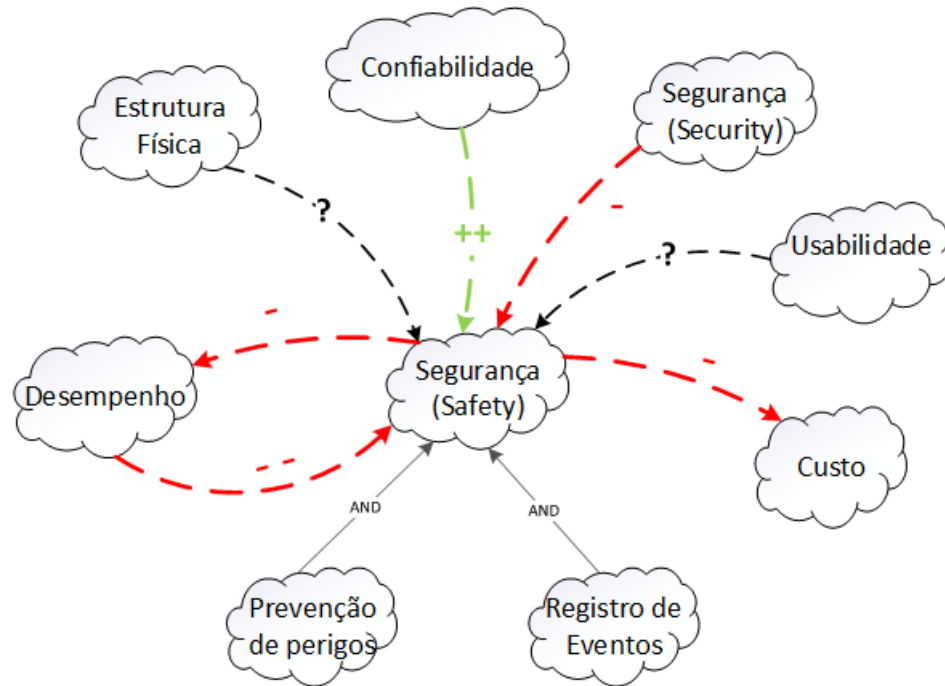 Confiabilidade
Estrutura
Física
Segurança
(Security)
?
++
-
Usabilidade
?
-
Desempenho
Segurança
(Safety)
-
- -
Custo
AND
AND
Prevenção
de perigos
Registro de
Eventos